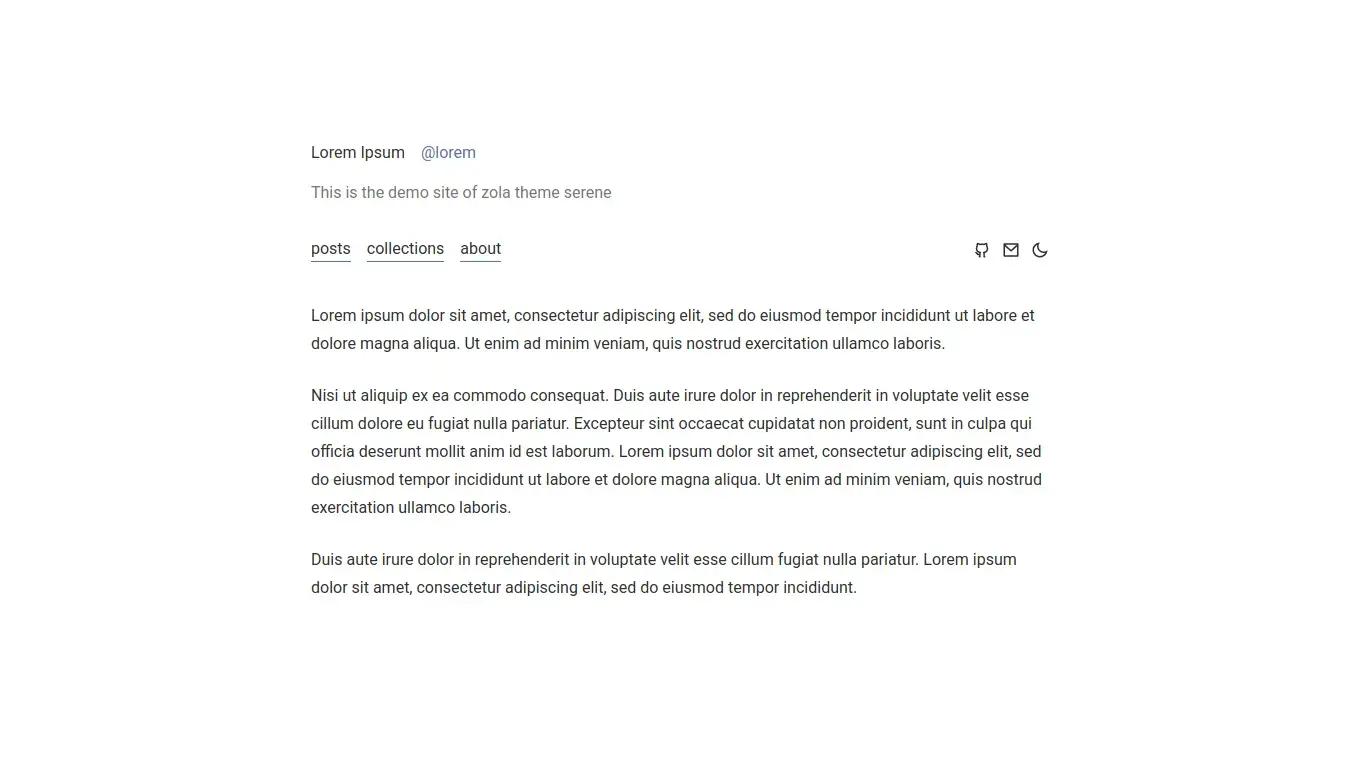 Lorem Ipsum @lorem
This is the demo site of zola theme serene
posts collections about
Lorem ipsum dolor sit amet, consectetur adipiscing elit, sed do eiusmod tempor incididunt ut labore et
dolore magna aliqua. Ut enim ad minim veniam, quis nostrud exercitation ullamco laboris.
Nisi ut aliquip ex ea commodo consequat. Duis aute irure dolor in reprehenderit in voluptate velit esse
cillum dolore eu fugiat nulla pariatur. Excepteur sint occaecat cupidatat non proident, sunt in culpa qui
officia deserunt mollit anim id est laborum. Lorem ipsum dolor sit amet, consectetur adipiscing elit, sed
do eiusmod tempor incididunt ut labore et dolore magna aliqua. Ut enim ad minim veniam, quis nostrud
exercitation ullamco laboris.
Duis aute irure dolor in reprehenderit in voluptate velit esse cillum fugiat nulla pariatur. Lorem ipsum
dolor sit amet, consectetur adipiscing elit, sed do eiusmod tempor incididunt.